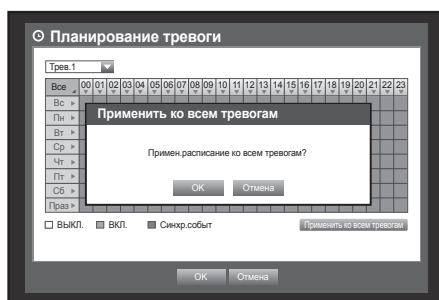 Планирование тревоги
Трев.1
Все 00 01 02 03 04 05 06 07 08 09 10 11 12 13 14 15 16 17 18 19 20 21 22 23
Вс
Пн
Вт
Ср
Чт
Пт
Сб
Праз
Применить ко всем тревогам
Примен.расписание ко всем тревогам?
OK Отмена
ВЫКЛ. ВКЛ. Синхр.событ Применить ко всем тревогам
OK Отмена